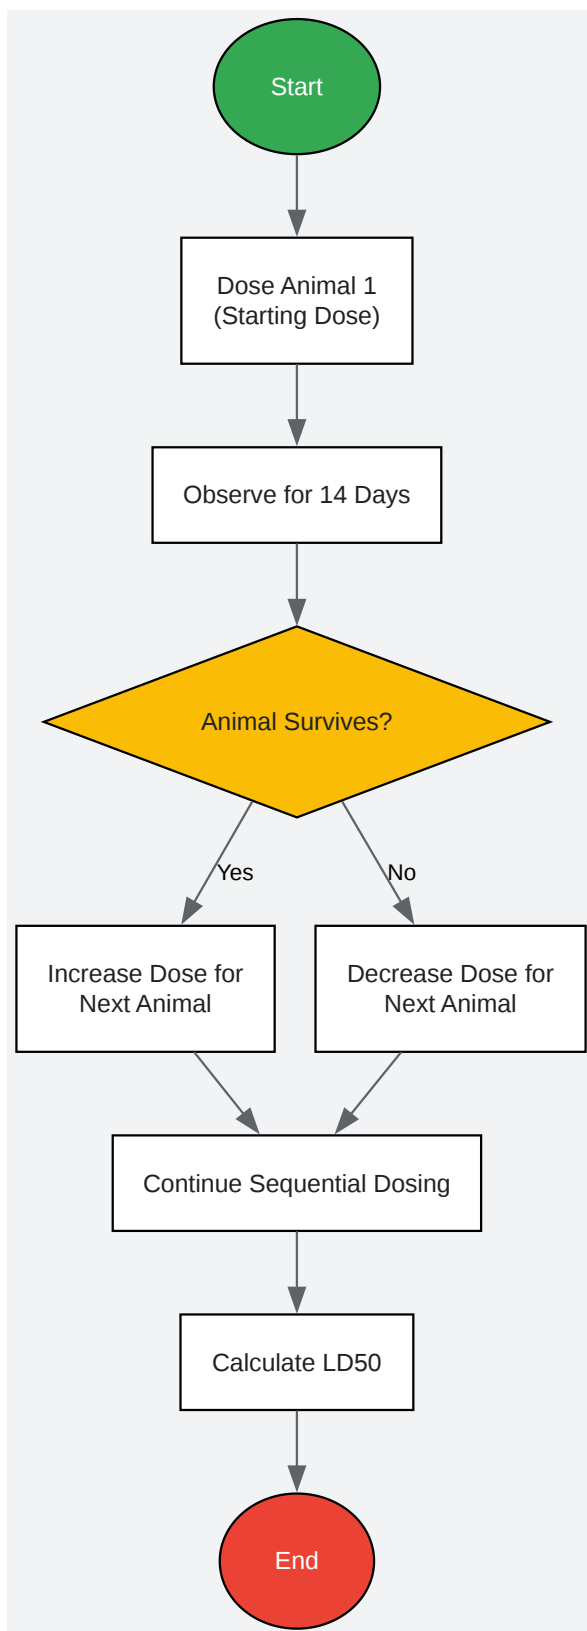 Start
Dose Animal 1
(Starting Dose)
Observe for 14 Days
Animal Survives?
Yes
No
Increase Dose for
Next Animal
Decrease Dose for
Next Animal
Continue Sequential Dosing
Calculate LD50
End